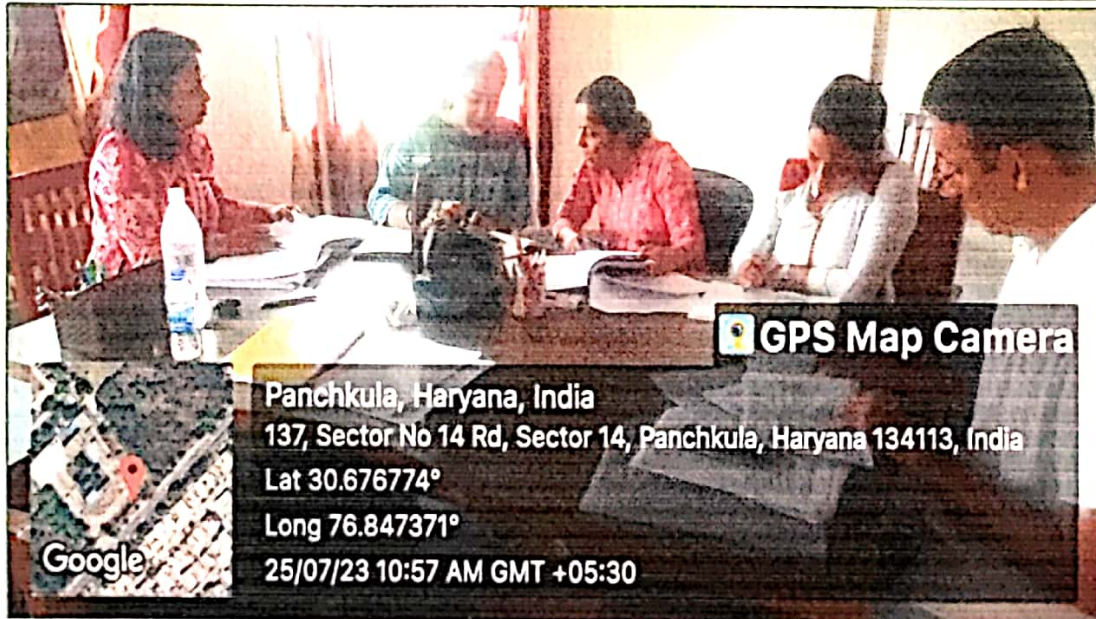 GPS Map Camera
Panchkula, Haryana, India
137, Sector No 14 Rd, Sector 14, Panchkula, Haryana 134113, India
Lat 30.676774°
Long 76.847371°
25/07/23 10:57 AM GMT +05:30
Google